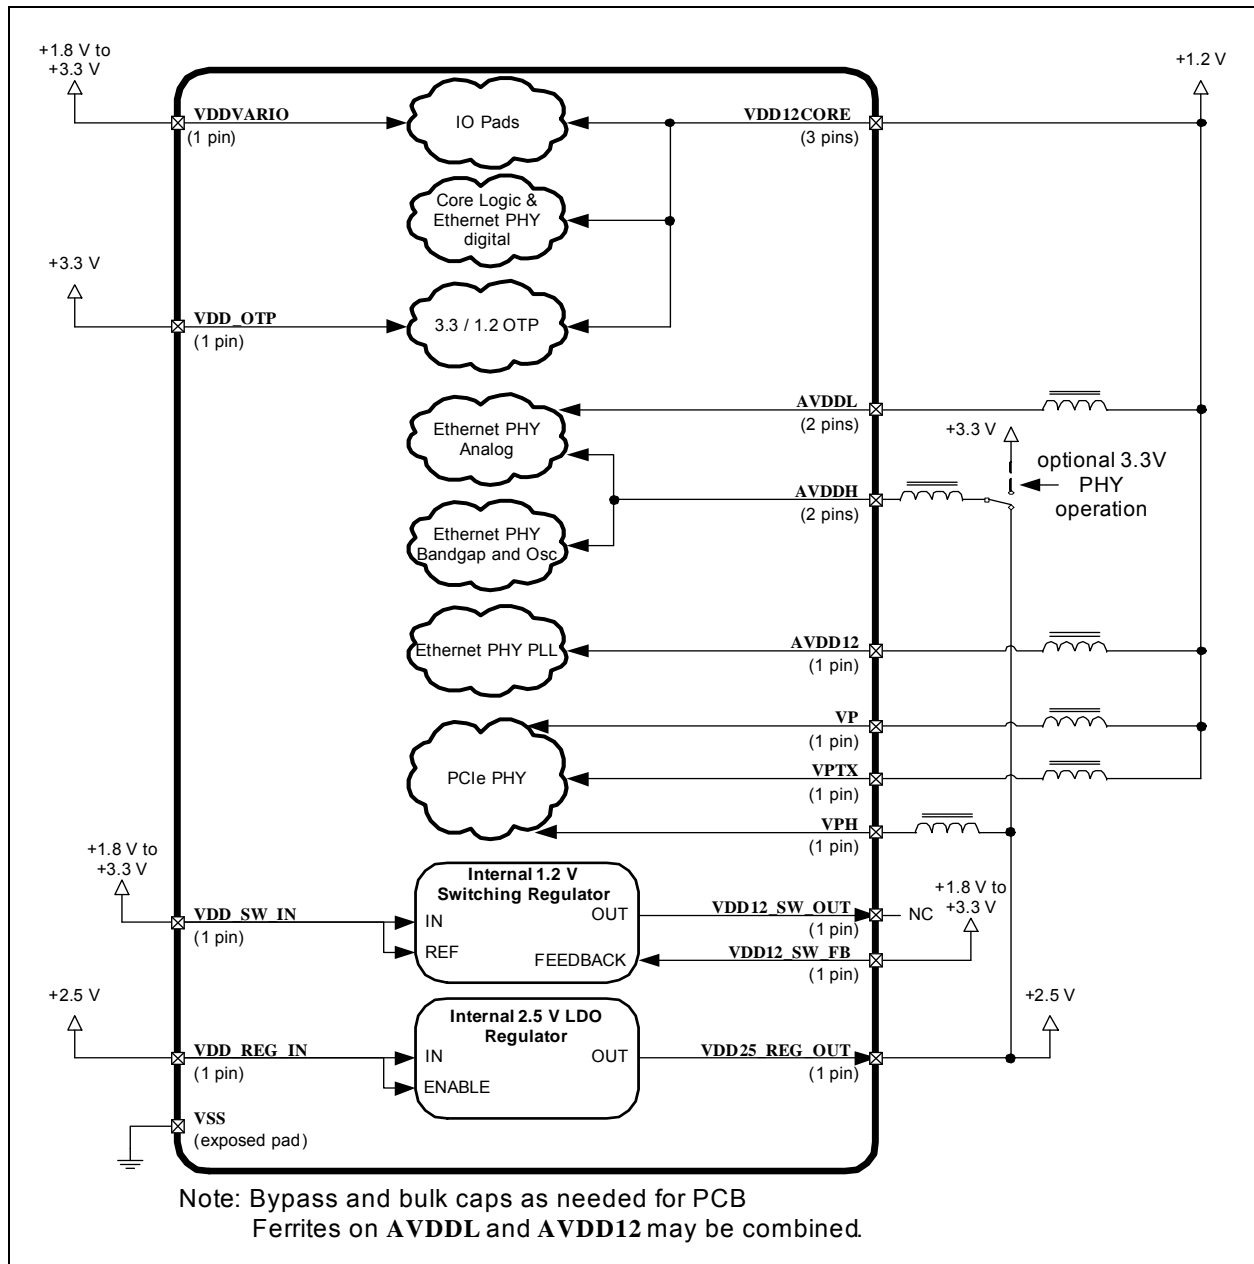 +1.8 V to
+3.3 V
+1.2 V
VDDVARIO
(1 pin)
IO Pads
VDD12CORE
(3 pins)
Core Logic &
Ethernet PHY
digital
+3.3 V
VDD_OTP
(1 pin)
3.3 / 1.2 OTP
AVDDL
(2 pins)
Ethernet PHY
Analog
+3.3 V
optional 3.3V
PHY
operation
AVDDH
(2 pins)
Ethernet PHY
Bandgap and Osc
Ethernet PHY PLL
AVDD12
(1 pin)
VP
(1 pin)
PCIe PHY
VPTX
(1 pin)
VPH
(1 pin)
+1.8 V to
+3.3 V
VDD_SW_IN
(1 pin)
Internal 1.2 V
Switching Regulator
IN
REF
OUT
FEEDBACK
VDD12_SW_OUT
(1 pin)
NC
+1.8 V to
+3.3 V
VDD12_SW_FB
(1 pin)
+2.5 V
VDD_REG_IN
(1 pin)
Internal 2.5 V LDO
Regulator
IN
ENABLE
OUT
VDD25_REG_OUT
(1 pin)
+2.5 V
VSS
(exposed pad)
Note: Bypass and bulk caps as needed for PCB
Ferrites on AVDDL and AVDD12 may be combined.